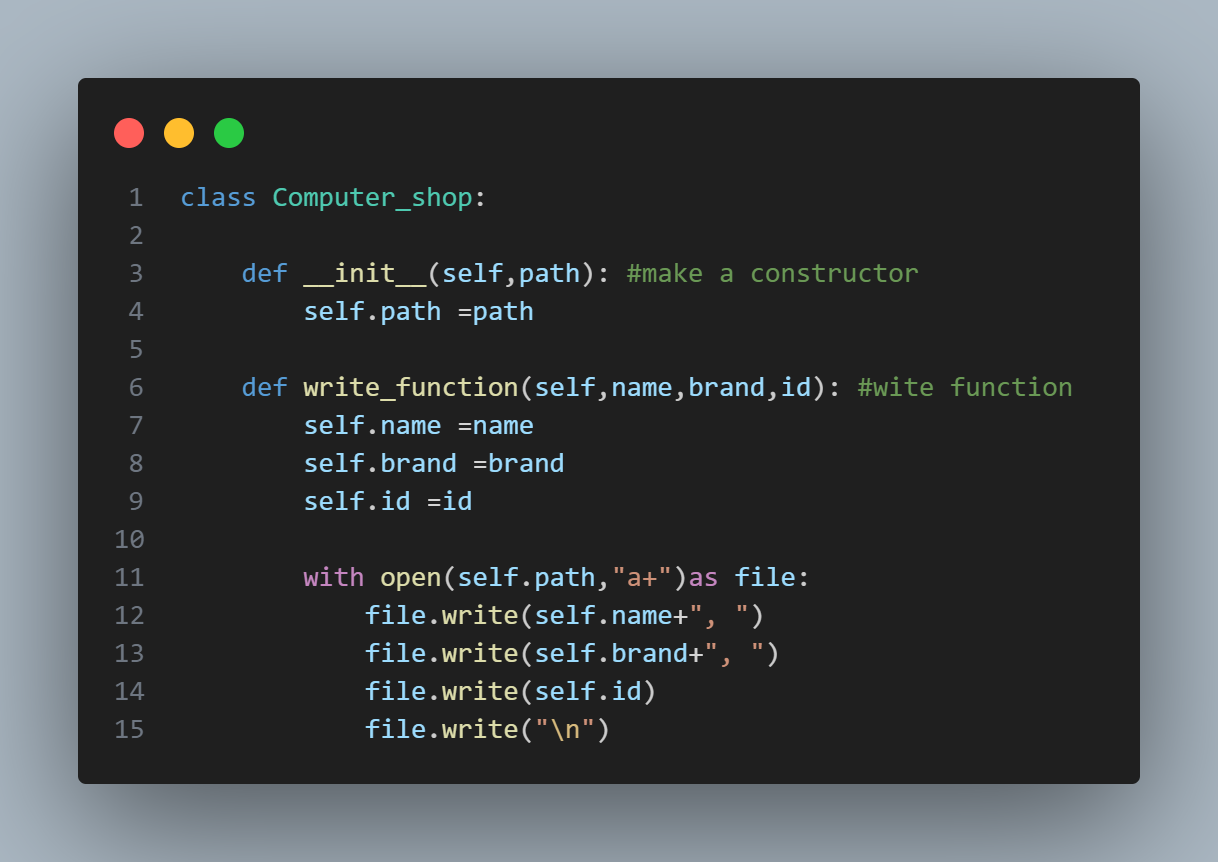 1 class Computer_shop:
2
3     def __init__(self,path): #make a constructor
4         self.path =path
5
6     def write_function(self,name,brand,id): #wite function
7         self.name =name
8         self.brand =brand
9         self.id =id
10
11         with open(self.path,"a+")as file:
12             file.write(self.name+", ")
13             file.write(self.brand+", ")
14             file.write(self.id)
15             file.write("\n")